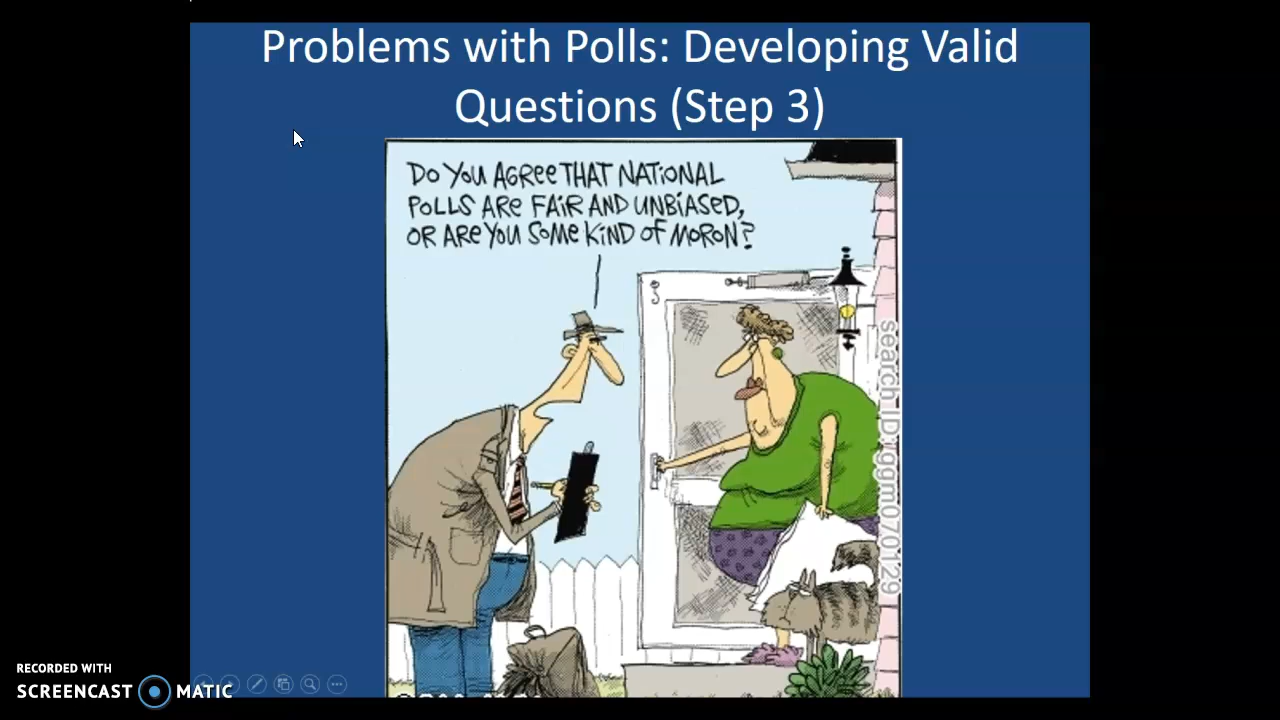 Problems with Polls: Developing Valid
Questions (Step 3)
DO YOU AGREE THAT NATIONAL
POLLS ARE FAIR AND UNBIASED,
OR ARE YOU SOME KIND OF MORON?
search ID: ggm070129
RECORDED WITH
SCREENCAST MATIC